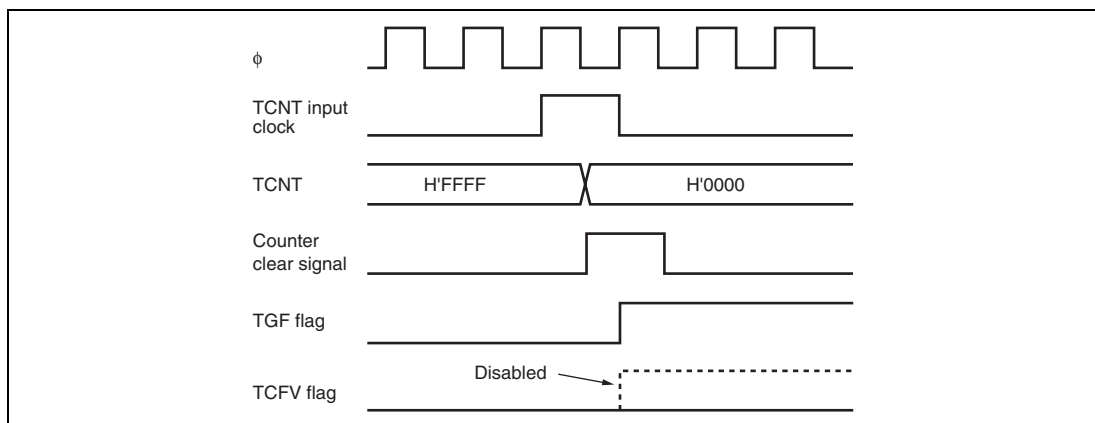 ϕ
TCNT input
clock
TCNT
H'FFFF
H'0000
Counter
clear signal
TGF flag
Disabled
TCFV flag